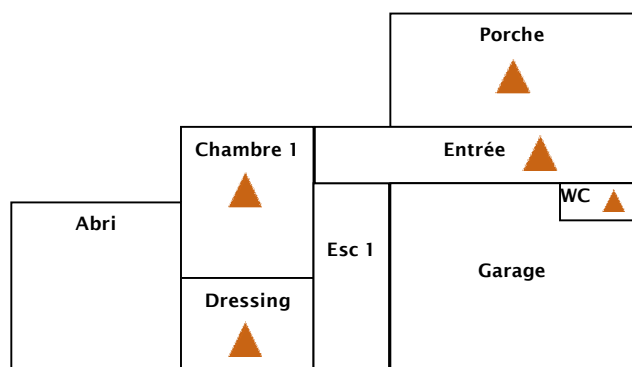 Porche
Chambre 1
Entrée
WC
Abri
Esc 1
Garage
Dressing